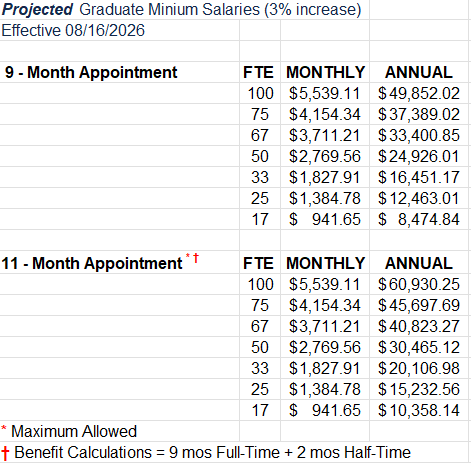 Projected Graduate Minium Salaries (3% increase)
Effective 08/16/2026
9 - Month Appointment FTE MONTHLY ANNUAL
100 $5,539.11 $49,852.02
75 $4,154.34 $37,389.02
67 $3,711.21 $33,400.85
50 $2,769.56 $24,926.01
33 $1,827.91 $16,451.17
25 $1,384.78 $12,463.01
17 $ 941.65 $ 8,474.84
11 - Month Appointment *† FTE MONTHLY ANNUAL
100 $5,539.11 $60,930.25
75 $4,154.34 $45,697.69
67 $3,711.21 $40,823.27
50 $2,769.56 $30,465.12
33 $1,827.91 $20,106.98
25 $1,384.78 $15,232.56
17 $ 941.65 $10,358.14
* Maximum Allowed
† Benefit Calculations = 9 mos Full-Time + 2 mos Half-Time